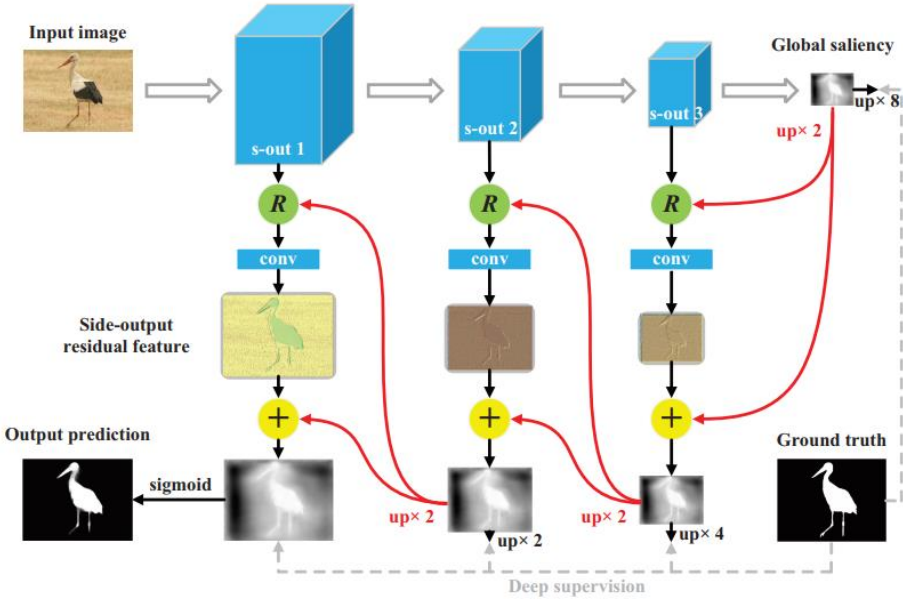 Input image
Global saliency
s-out 1
s-out 2
s-out 3
up× 8
up× 2
R
R
R
conv
conv
conv
Side-output
residual feature
+
+
+
Output prediction
Ground truth
sigmoid
up× 2
up× 2
up× 2
up× 4
Deep supervision